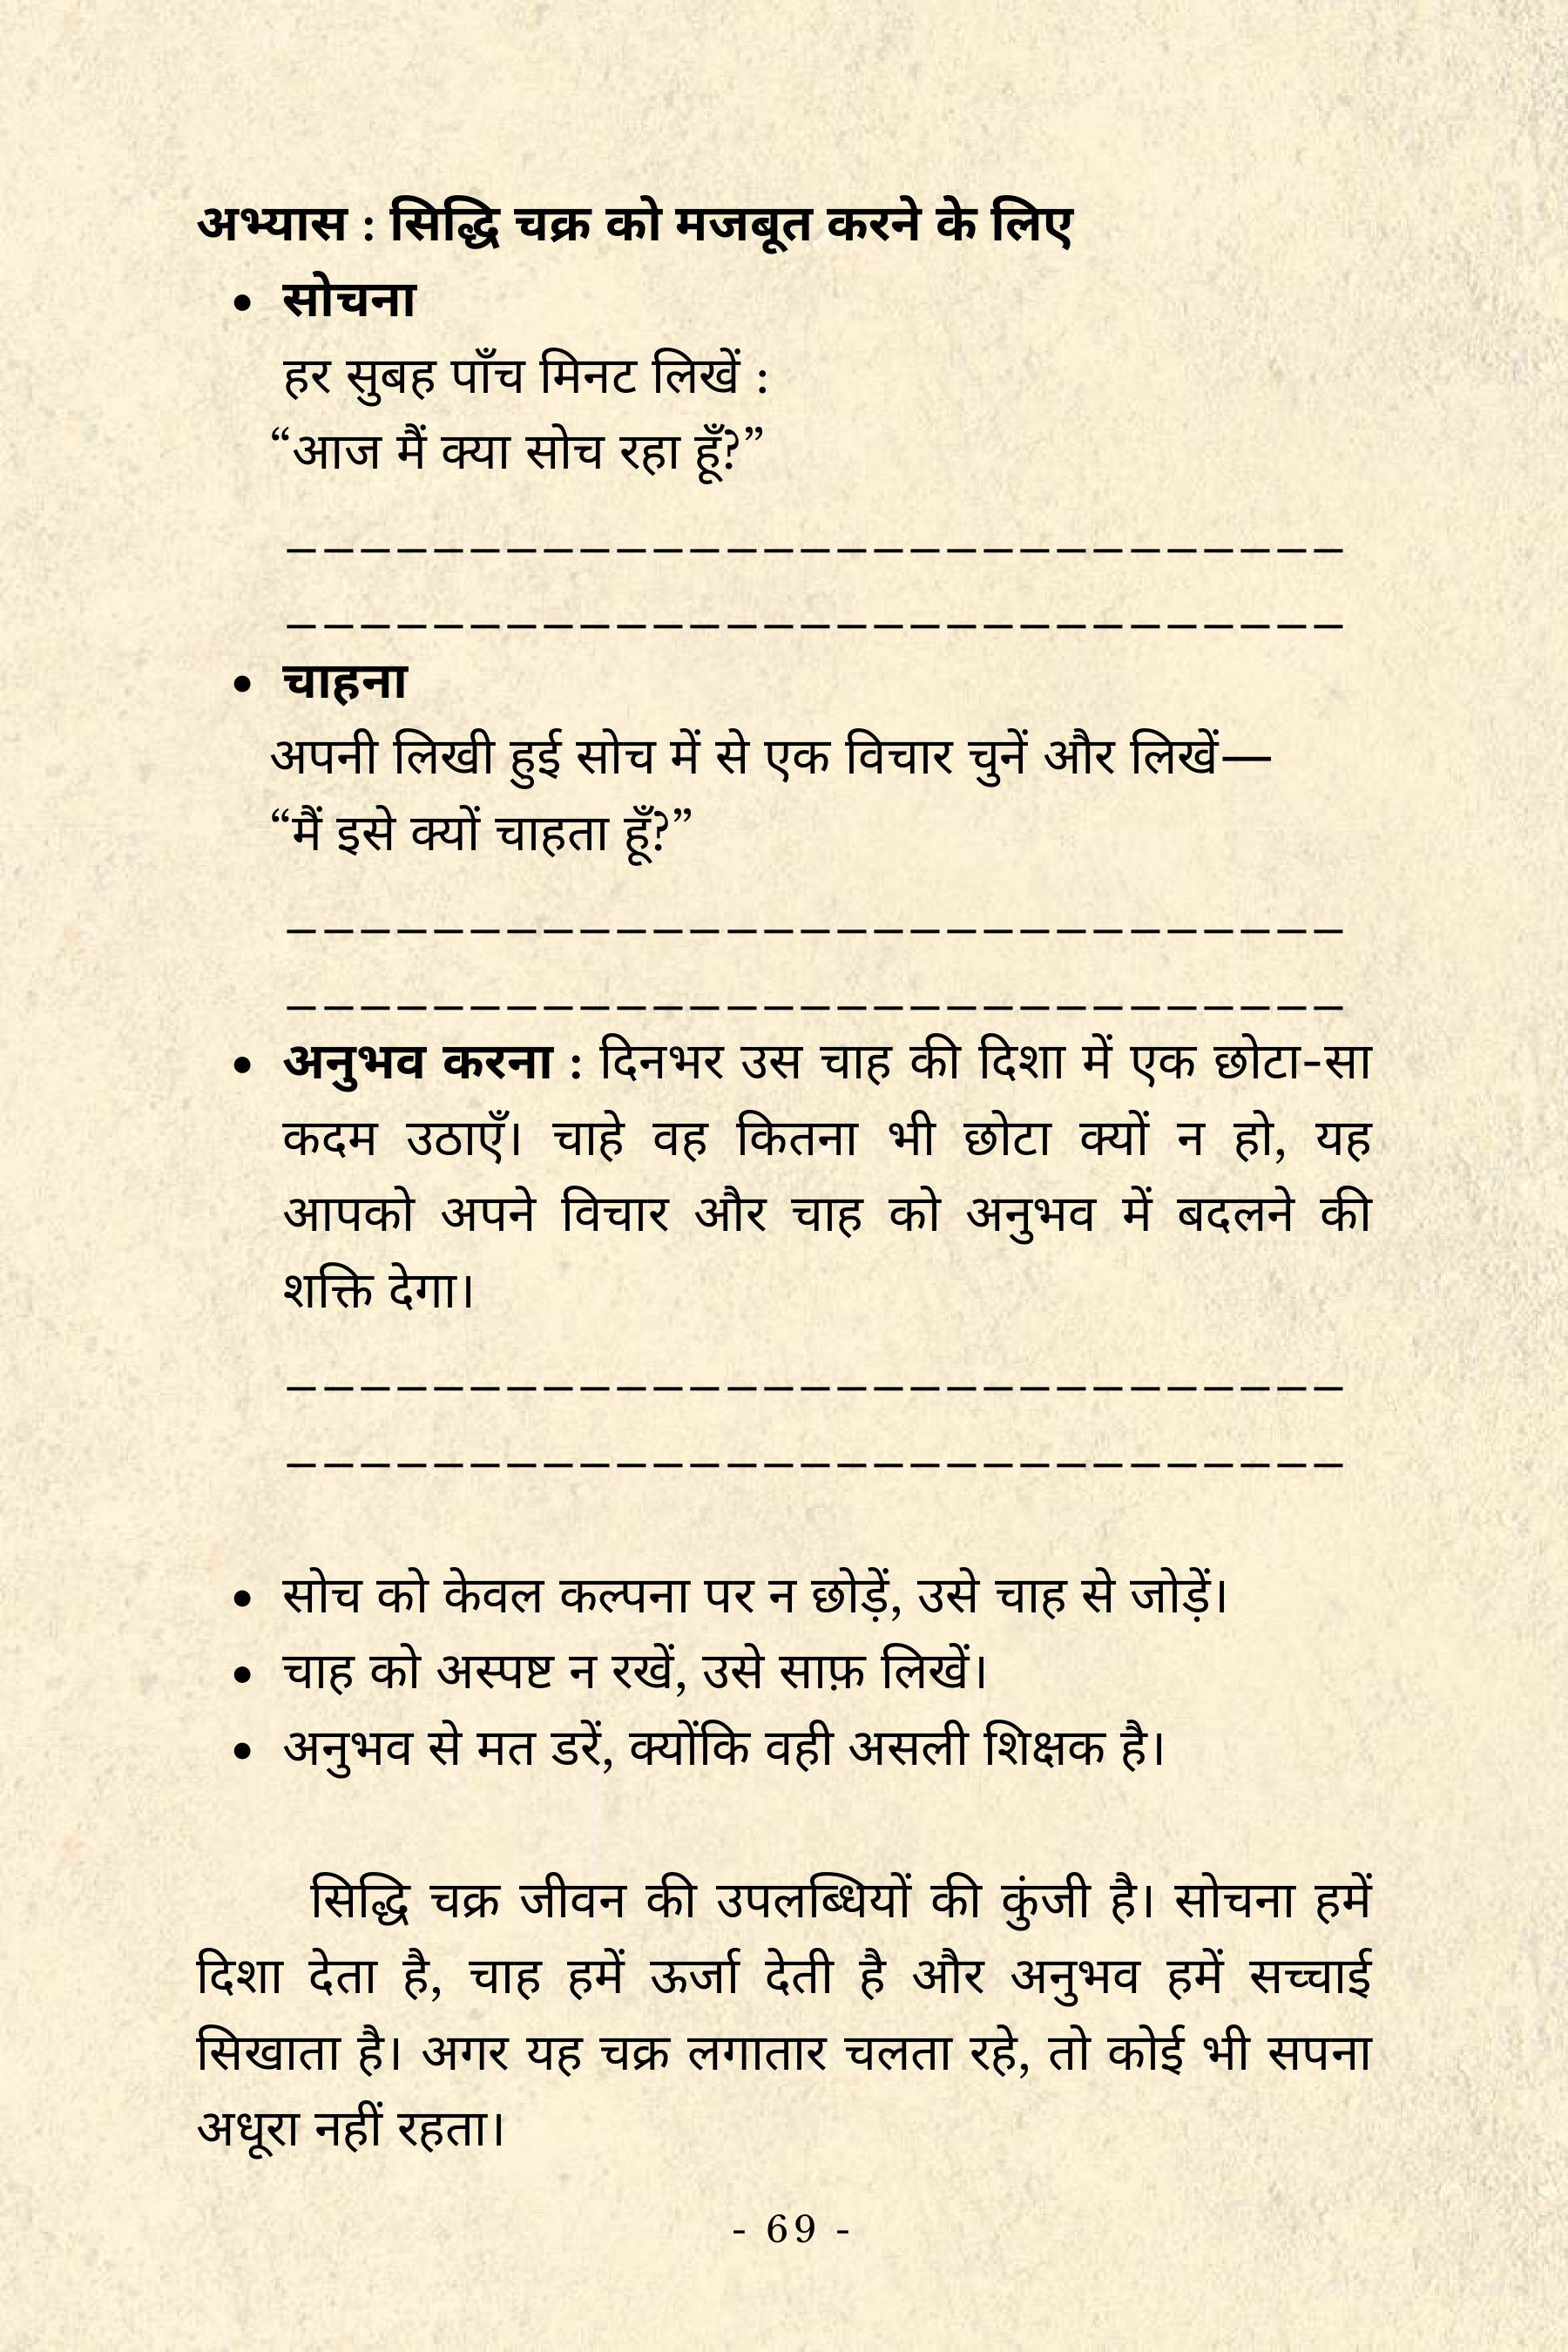 अभ्यास : सिद्धि चक्र को मजबूत करने के लिए
• सोचना
हर सुबह पाँच मिनट लिखें :
“आज मैं क्या सोच रहा हूँ?”
_ _ _ _ _ _ _ _ _ _ _ _ _ _ _ _ _ _ _ _ _ _ _ _ _ _ _ _ _
_ _ _ _ _ _ _ _ _ _ _ _ _ _ _ _ _ _ _ _ _ _ _ _ _ _ _ _ _
• चाहना
अपनी लिखी हुई सोच में से एक विचार चुनें और लिखें—
“मैं इसे क्यों चाहता हूँ?”
_ _ _ _ _ _ _ _ _ _ _ _ _ _ _ _ _ _ _ _ _ _ _ _ _ _ _ _ _
_ _ _ _ _ _ _ _ _ _ _ _ _ _ _ _ _ _ _ _ _ _ _ _ _ _ _ _ _
• अनुभव करना : दिनभर उस चाह की दिशा में एक छोटा-सा
कदम उठाएँ। चाहे वह कितना भी छोटा क्यों न हो, यह
आपको अपने विचार और चाह को अनुभव में बदलने की
शक्ति देगा।
_ _ _ _ _ _ _ _ _ _ _ _ _ _ _ _ _ _ _ _ _ _ _ _ _ _ _ _ _
_ _ _ _ _ _ _ _ _ _ _ _ _ _ _ _ _ _ _ _ _ _ _ _ _ _ _ _ _
• सोच को केवल कल्पना पर न छोड़ें, उसे चाह से जोड़ें।
• चाह को अस्पष्ट न रखें, उसे साफ़ लिखें।
• अनुभव से मत डरें, क्योंकि वही असली शिक्षक है।
सिद्धि चक्र जीवन की उपलब्धियों की कुंजी है। सोचना हमें
दिशा देता है, चाह हमें ऊर्जा देती है और अनुभव हमें सच्चाई
सिखाता है। अगर यह चक्र लगातार चलता रहे, तो कोई भी सपना
अधूरा नहीं रहता।
- 69 -